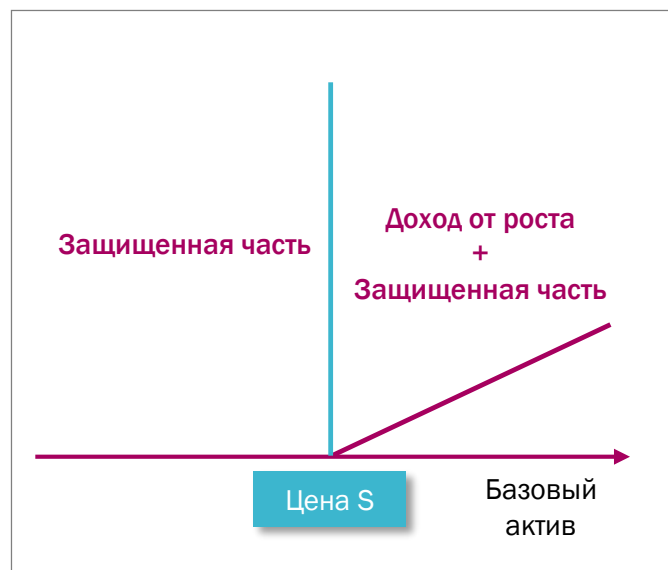 Защищенная часть
Доход от роста
+
Защищенная часть
Цена S
Базовый
актив